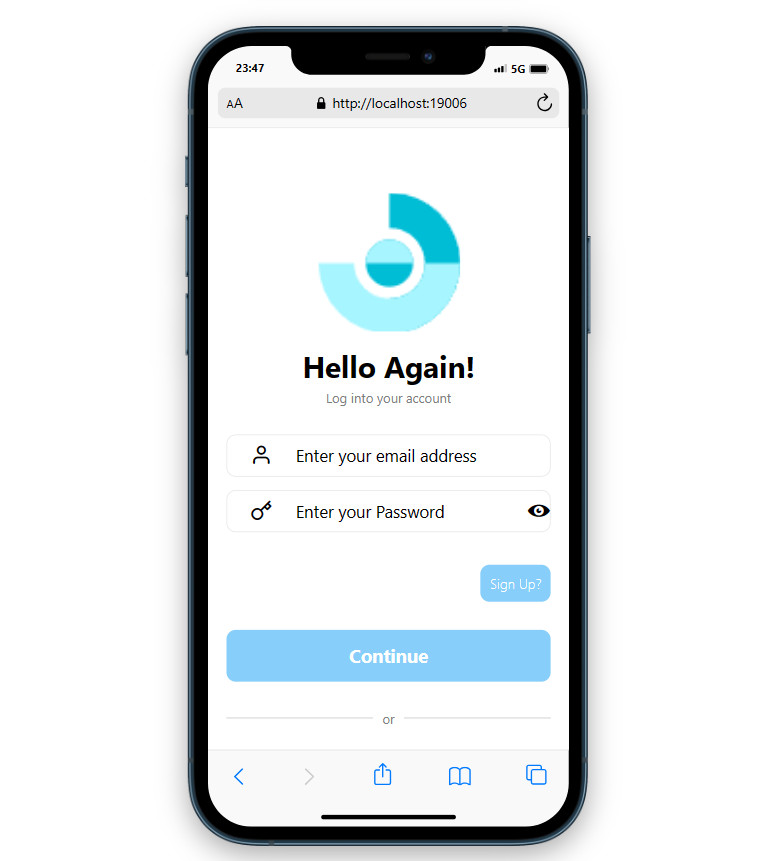 23:47
5G
AA http://localhost:19006
Hello Again!
Log into your account
Enter your email address
Enter your Password
Sign Up?
Continue
or